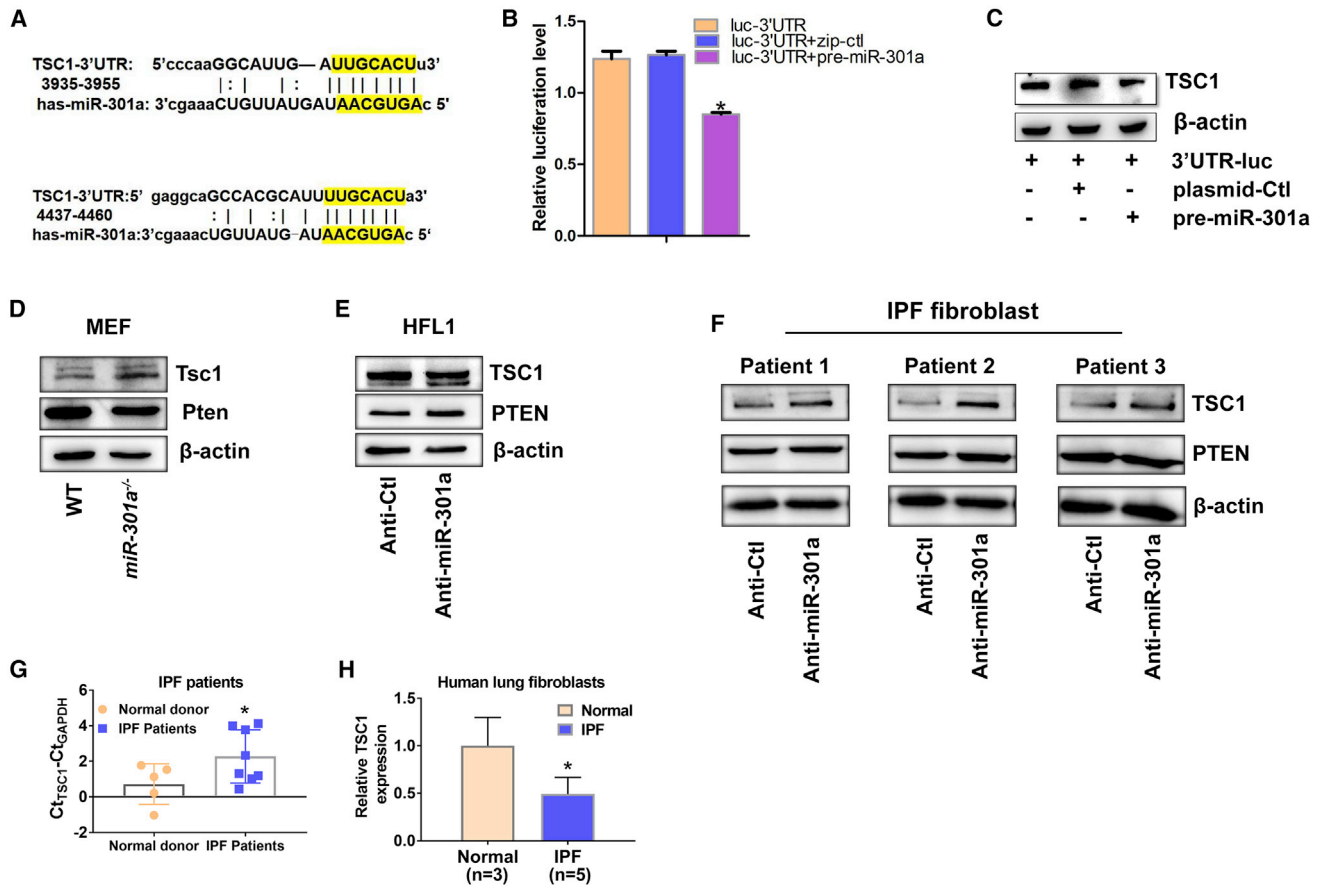 A
TSC1-3'UTR: 5'cccaaGGCAUUG— AUUGCACUu3'
3935-3955
has-miR-301a: 3'cgaaaCUGUUAUGAUAACGUGAc 5'
TSC1-3'UTR:5' gaggcaGCCACGCAUUUUGCACUa3'
4437-4460
has-miR-301a:3'cgaaacUGUUAUG–AUAACGUGAc 5'
B
Relative luciferation level
1.5
1.0
0.5
0.0
luc-3'UTR
luc-3'UTR+zip-ctl
luc-3'UTR+pre-miR-301a
*
C
TSC1
β-actin
+ + + 3'UTR-luc
- + - plasmid-Ctl
- - + pre-miR-301a
D
MEF
Tsc1
Pten
β-actin
WT
miR-301a-/-
E
HFL1
TSC1
PTEN
β-actin
Anti-Ctl
Anti-miR-301a
F
IPF fibroblast
Patient 1 Patient 2 Patient 3
TSC1
PTEN
β-actin
Anti-Ctl
Anti-miR-301a
Anti-Ctl
Anti-miR-301a
Anti-Ctl
Anti-miR-301a
G
IPF patients
CtTSC1-CtGAPDH
6
4
2
0
-2
Normal donor
IPF Patients
*
Normal donor IPF Patients
H
Human lung fibroblasts
Relative TSC1
expression
1.5
1.0
0.5
0.0
Normal
IPF
*
Normal IPF
(n=3) (n=5)